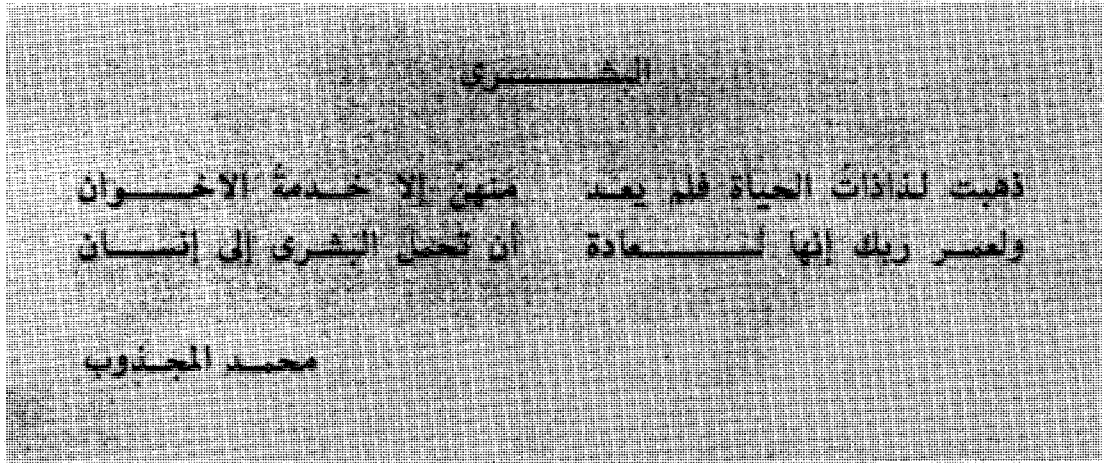 البشرى
ذهبت لذاذاتُ الحياة فلم يعد منهنَّ إلا خدمةُ الاخوان
ولعمر ربك إنها لسعادة أن تحمل البشرى إلى إنسان
محمد المجذوب